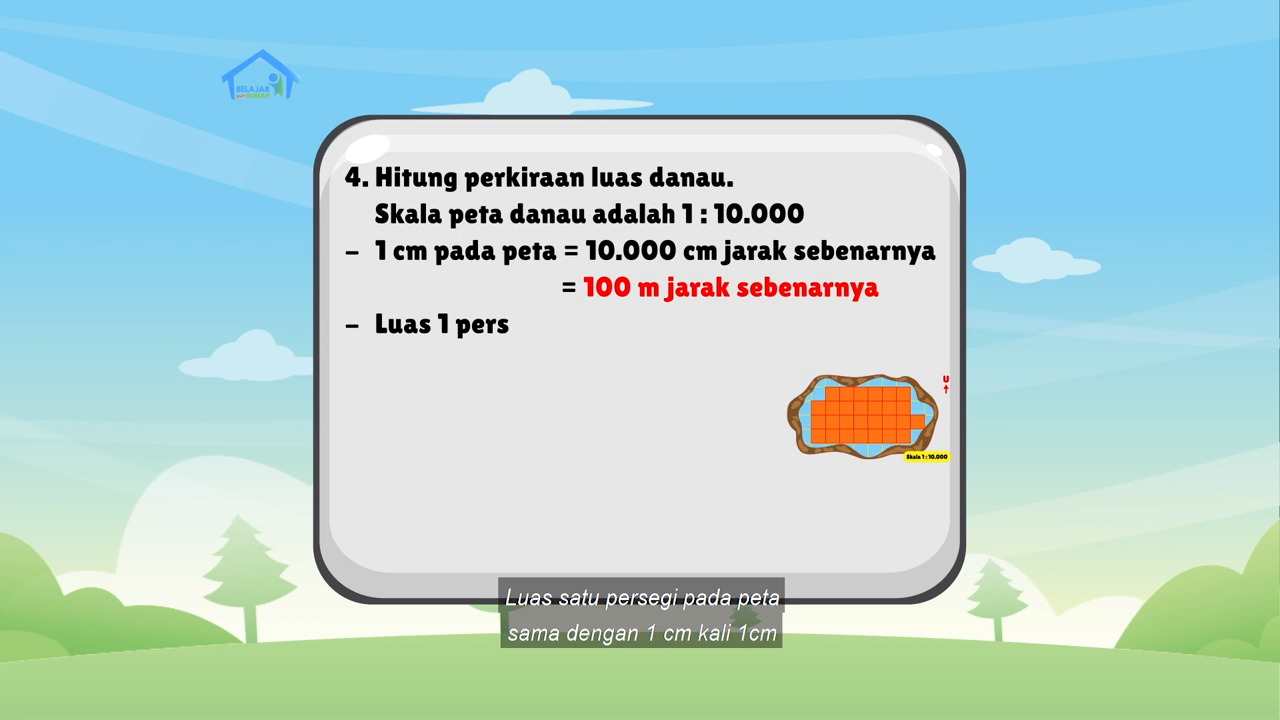 BELAJAR
RUMAH
4. Hitung perkiraan luas danau.
Skala peta danau adalah 1 : 10.000
– 1 cm pada peta = 10.000 cm jarak sebenarnya
= 100 m jarak sebenarnya
– Luas 1 pers
U
Skala 1 : 10.000
Luas satu persegi pada peta
sama dengan 1 cm kali 1cm